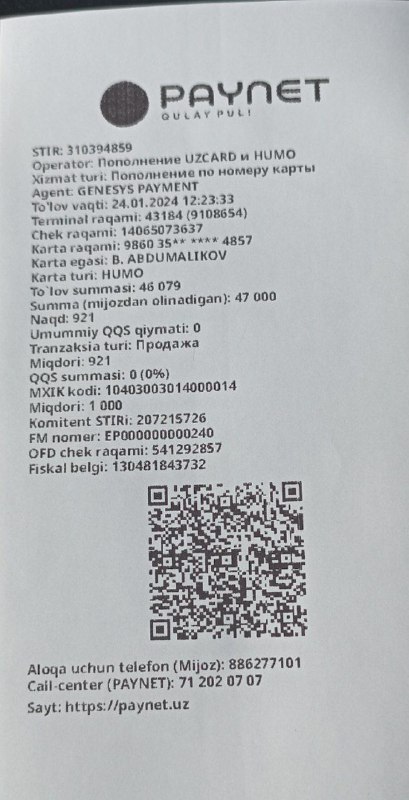 PAYNET
QULAY PUL!
STIR: 310394859
Operator: Пополнение UZCARD и HUMO
Xizmat turi: Пополнение по номеру карты
Agent: GENESYS PAYMENT
To'lov vaqti: 24.01.2024 12:23:33
Terminal raqami: 43184 (9108654)
Chek raqami: 14065073637
Karta raqami: 9860 35** **** 4857
Karta egasi: B. ABDUMALIKOV
Karta turi: HUMO
To`lov summasi: 46 079
Summa (mijozdan olinadigan): 47 000
Naqd: 921
Umumiy QQS qiymati: 0
Tranzaksia turi: Продажа
Miqdori: 921
QQS summasi: 0 (0%)
MXIK kodi: 10403003014000014
Miqdori: 1 000
Komitent STIRi: 207215726
FM nomer: EP000000000240
OFD chek raqami: 541292857
Fiskal belgi: 130481843732
Aloqa uchun telefon (Mijoz): 886277101
Call-center (PAYNET): 71 202 07 07
Sayt: https://paynet.uz